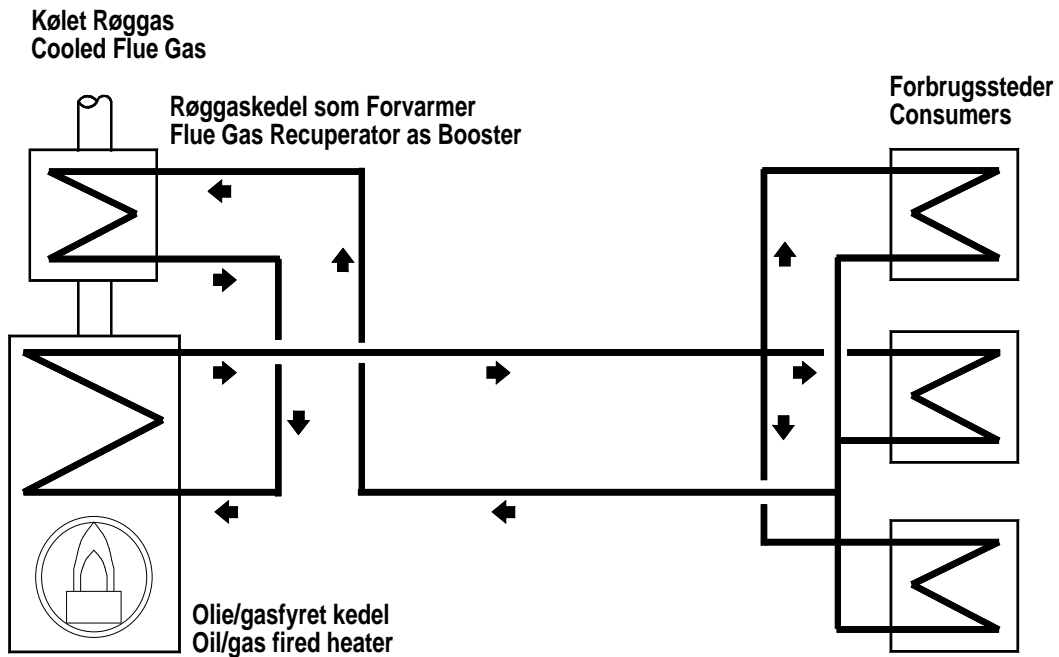 Kølet Røggas
Cooled Flue Gas
Røggaskedel som Forvarmer
Flue Gas Recuperator as Booster
Forbrugssteder
Consumers
Olie/gasfyret kedel
Oil/gas fired heater